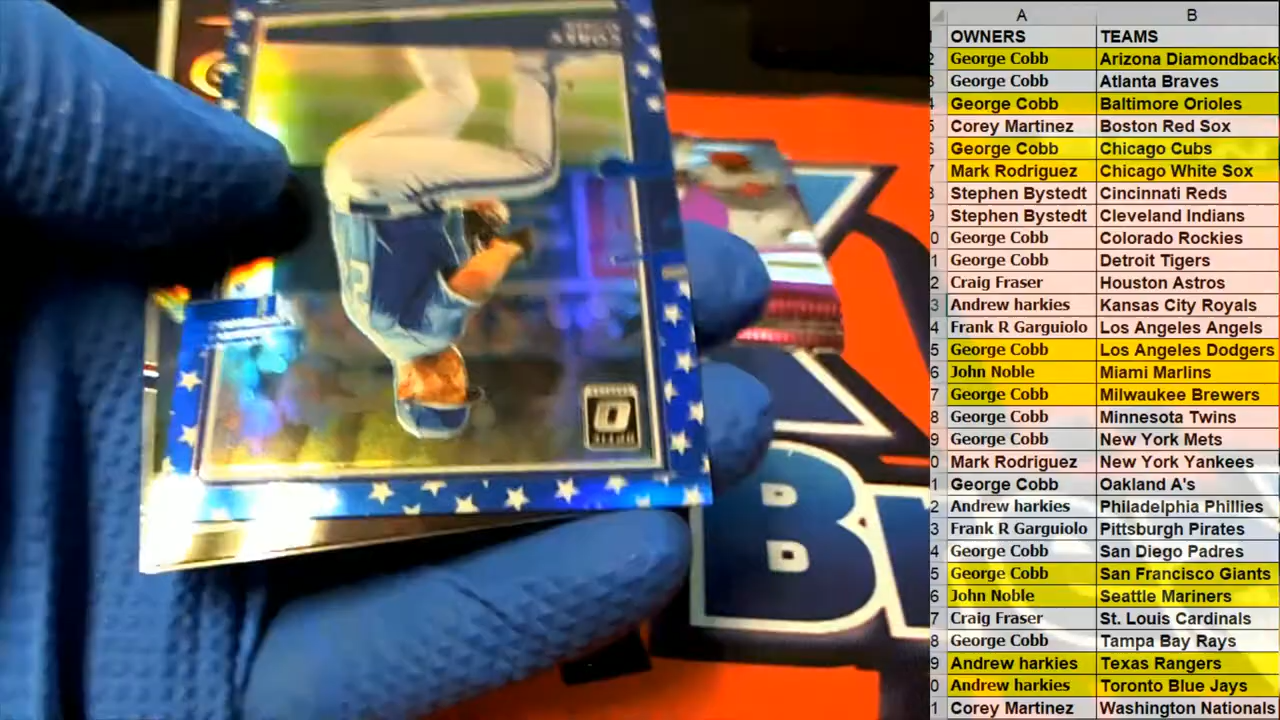 A B
OWNERS TEAMS
George Cobb Arizona Diamondbacks
George Cobb Atlanta Braves
George Cobb Baltimore Orioles
Corey Martinez Boston Red Sox
George Cobb Chicago Cubs
Mark Rodriguez Chicago White Sox
Stephen Bystedt Cincinnati Reds
Stephen Bystedt Cleveland Indians
George Cobb Colorado Rockies
George Cobb Detroit Tigers
Craig Fraser Houston Astros
Andrew harkies Kansas City Royals
Frank R Garguiolo Los Angeles Angels
George Cobb Los Angeles Dodgers
John Noble Miami Marlins
George Cobb Milwaukee Brewers
George Cobb Minnesota Twins
George Cobb New York Mets
Mark Rodriguez New York Yankees
George Cobb Oakland A's
Andrew harkies Philadelphia Phillies
Frank R Garguiolo Pittsburgh Pirates
George Cobb San Diego Padres
George Cobb San Francisco Giants
John Noble Seattle Mariners
Craig Fraser St. Louis Cardinals
George Cobb Tampa Bay Rays
Andrew harkies Texas Rangers
Andrew harkies Toronto Blue Jays
Corey Martinez Washington Nationals